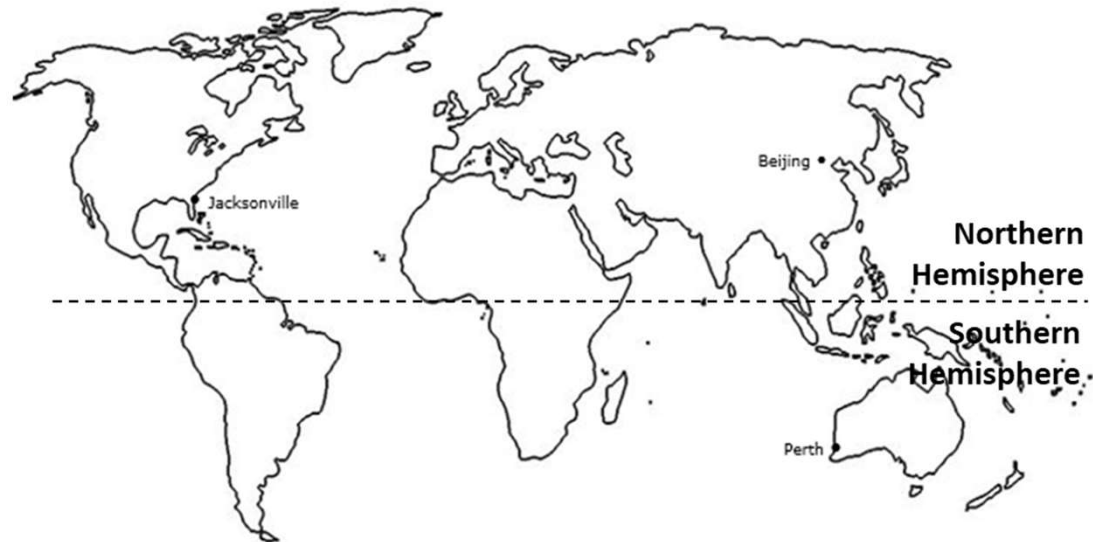 Beijing
Jacksonville
Northern
Hemisphere
Southern
Hemisphere
Perth